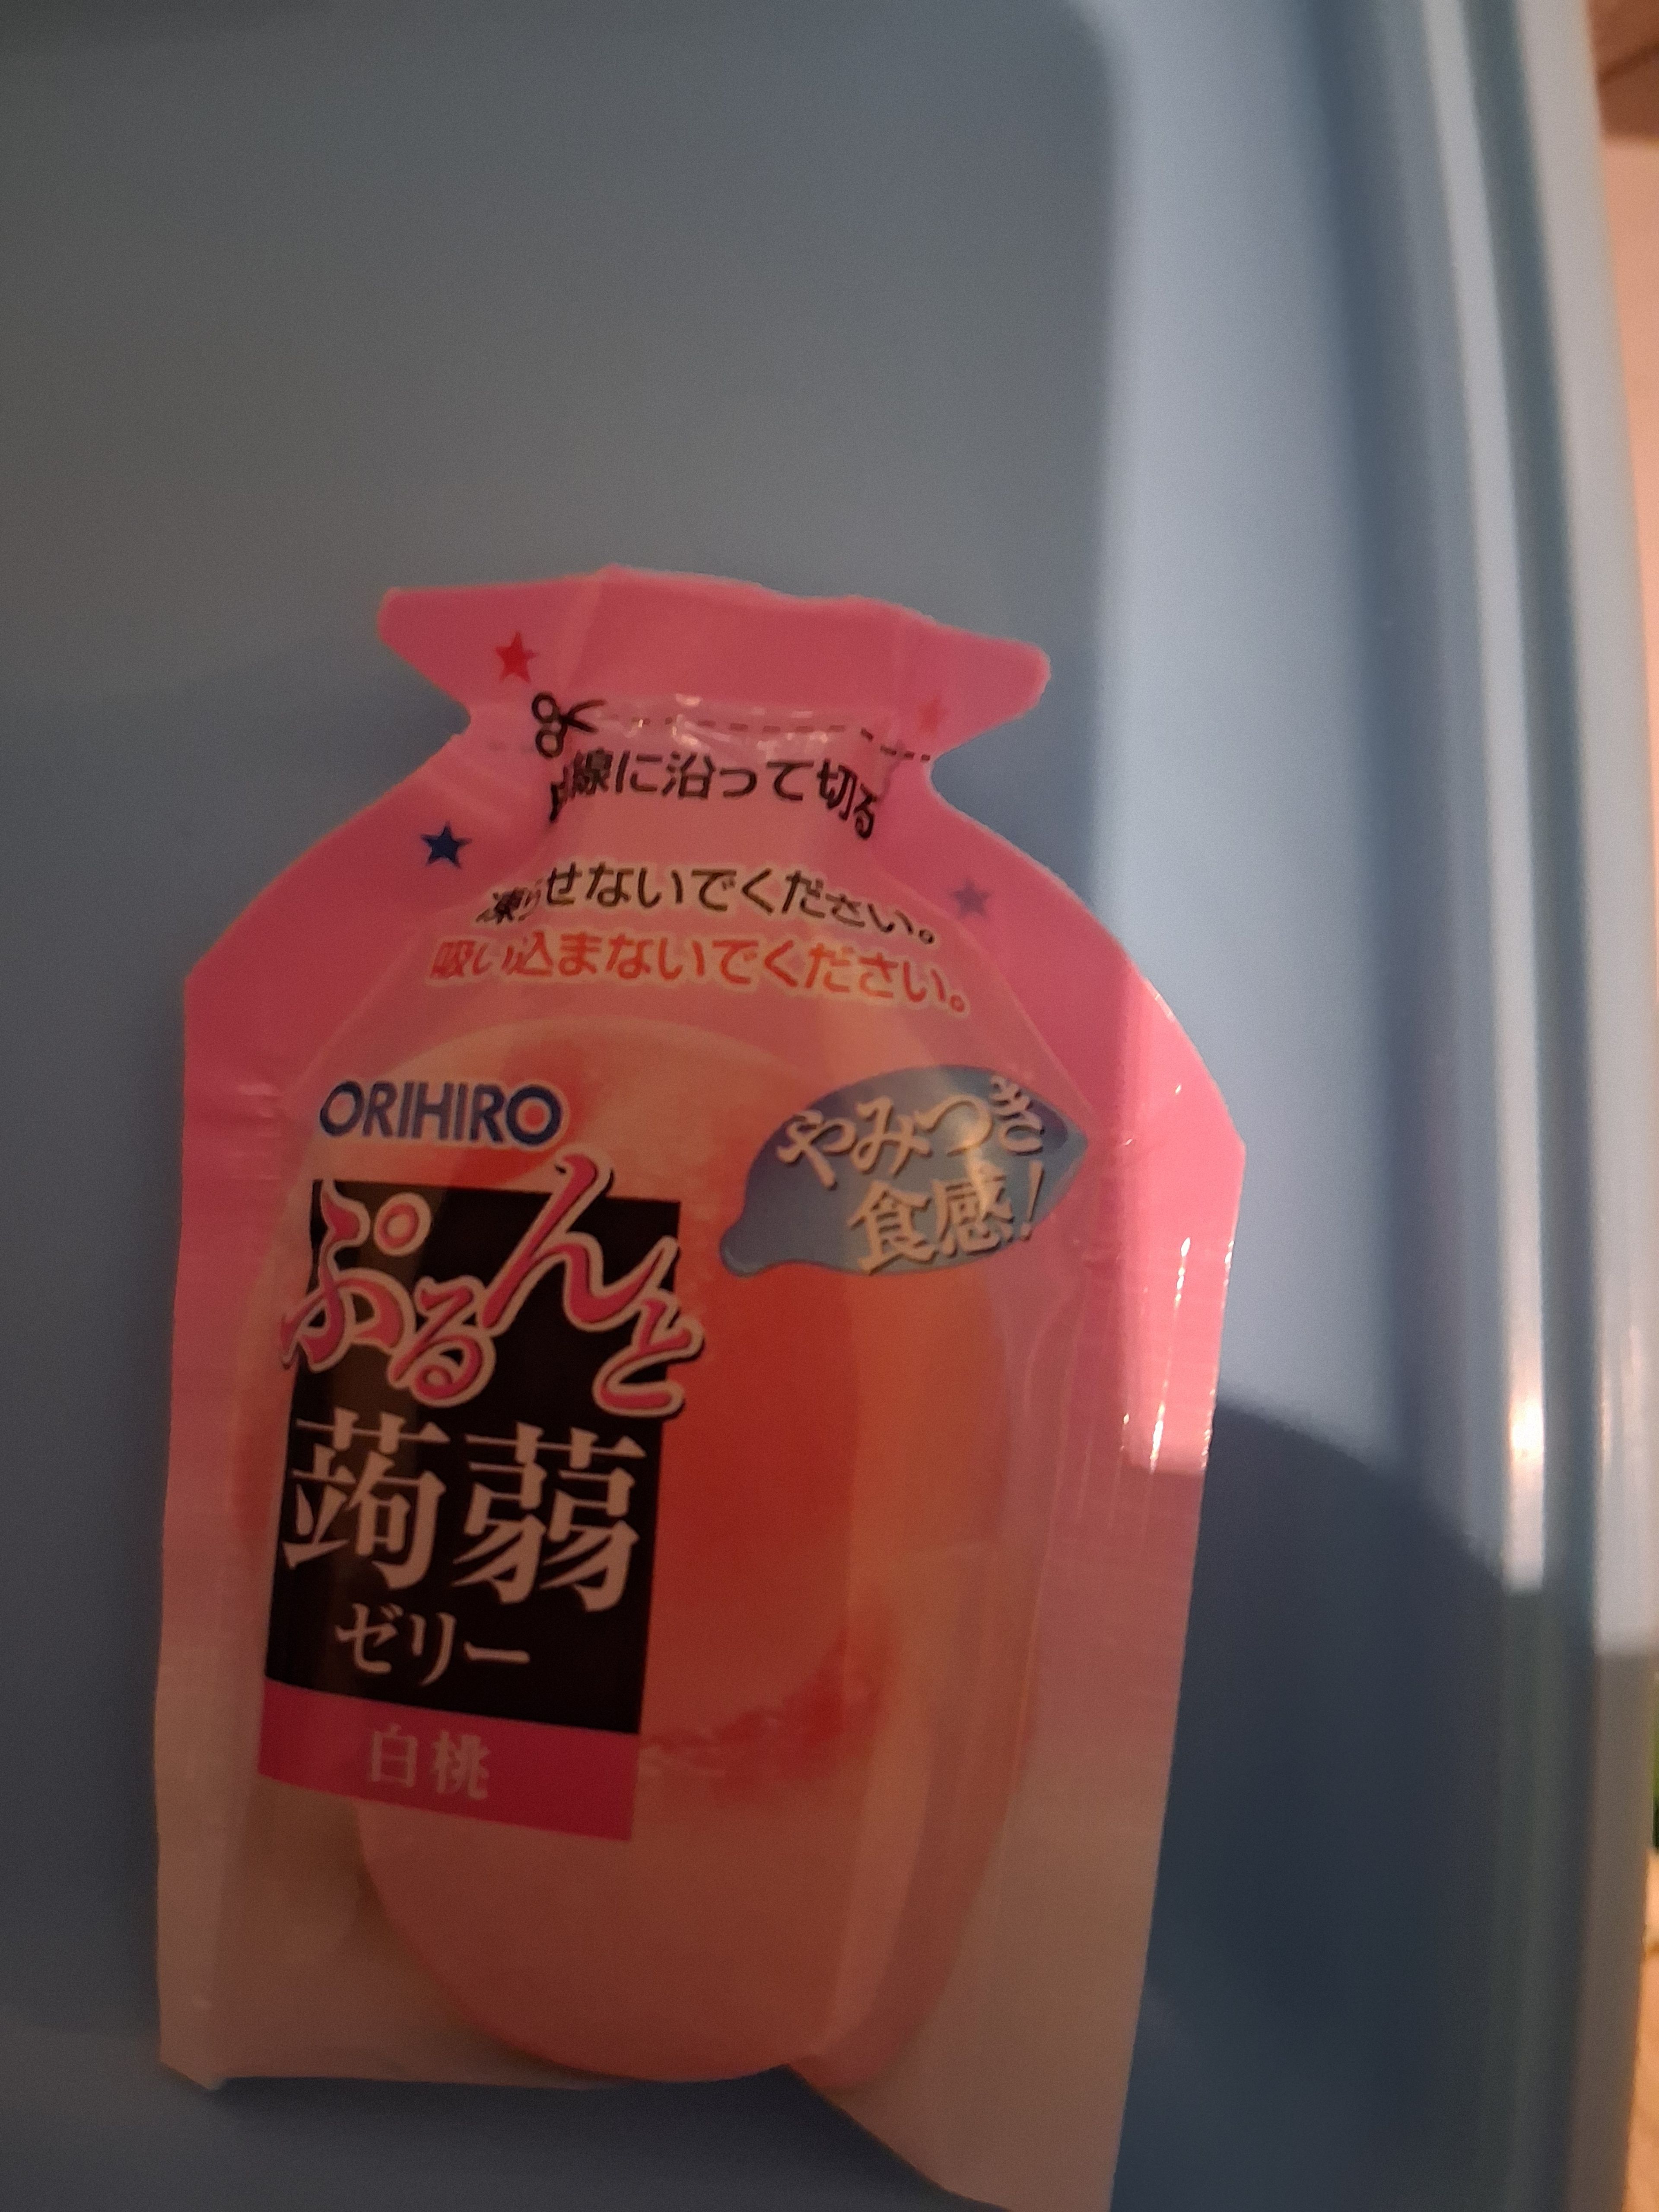 点線に沿って切る
凍らせないでください。
吸い込まないでください。
ORIHIRO
やみつき
食感!
ぷるんと
蒟蒻
ゼリー
白桃